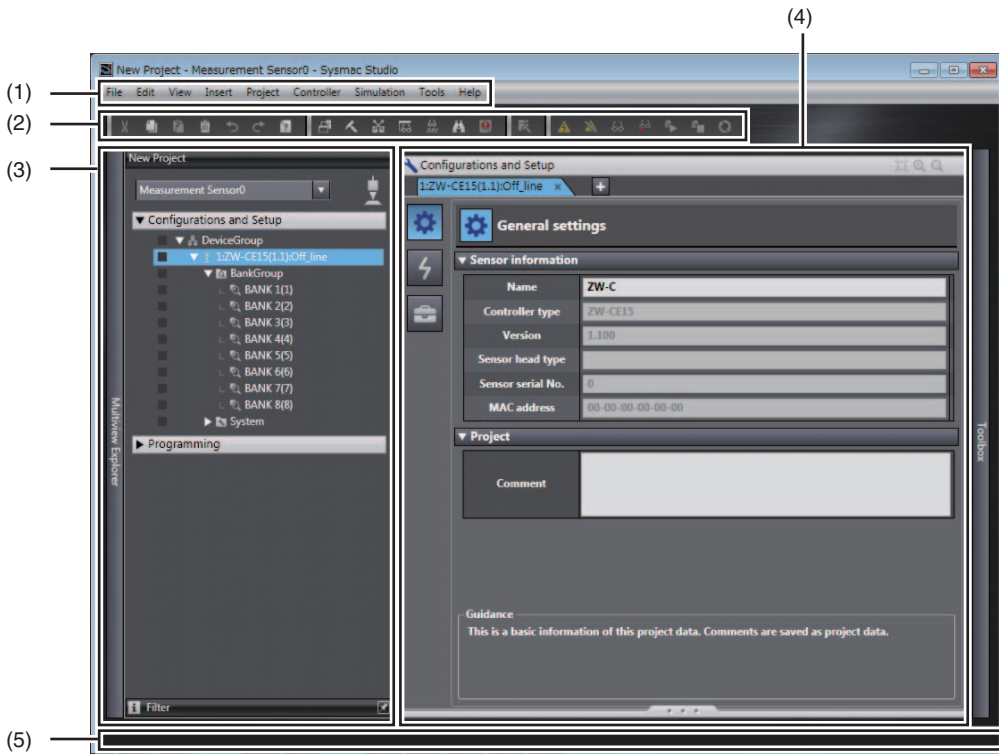 (4)
New Project - Measurement Sensor0 - Sysmac Studio
(1)
File Edit View Insert Project Controller Simulation Tools Help
(2)
(3)
New Project
Measurement Sensor0
Configurations and Setup
DeviceGroup
1:ZW-CE15(1.1):Off_line
BankGroup
BANK 1(1)
BANK 2(2)
BANK 3(3)
BANK 4(4)
BANK 5(5)
BANK 6(6)
BANK 7(7)
BANK 8(8)
System
Programming
Multiview Explorer
Filter
Configurations and Setup
1:ZW-CE15(1.1):Off_line
General settings
Sensor information
Name ZW-C
Controller type ZW-CE15
Version 1.100
Sensor head type
Sensor serial No. 0
MAC address 00-00-00-00-00-00
Project
Comment
Guidance
This is a basic information of this project data. Comments are saved as project data.
Toolbox
(5)